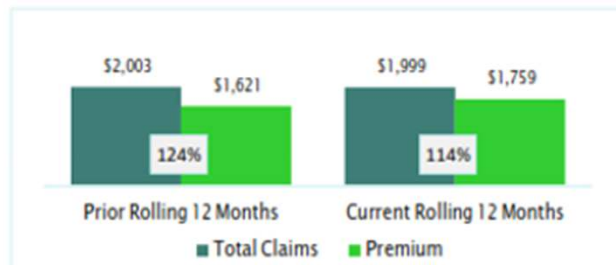 $2,003
$1,621
$1,999
$1,759
124%
114%
Prior Rolling 12 Months
Current Rolling 12 Months
Total Claims
Premium